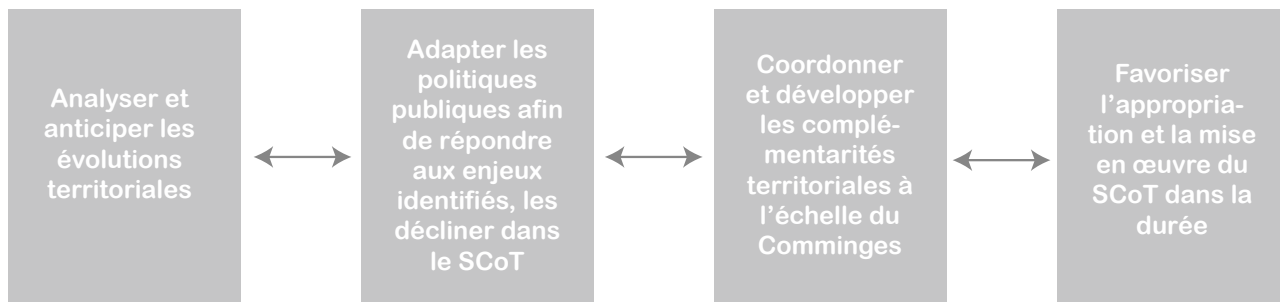 Analyser et
anticiper les
évolutions
territoriales
Adapter les
politiques
publiques afin
de répondre
aux enjeux
identifiés, les
décliner dans
le SCoT
Coordonner
et développer
les complé-
mentarités
territoriales à
l'échelle du
Comminges
Favoriser
l'appropria-
tion et la mise
en œuvre du
SCoT dans la
durée